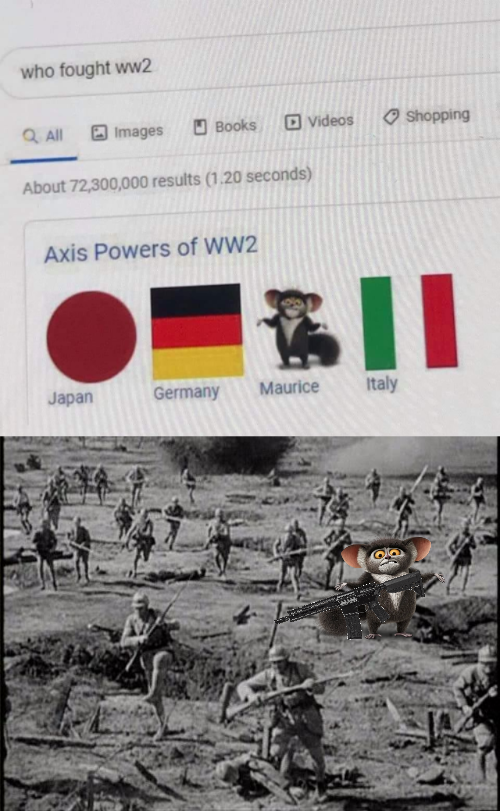 who fought ww2
All Images Books Videos Shopping
About 72,300,000 results (1.20 seconds)
Axis Powers of WW2
Japan Germany Maurice Italy